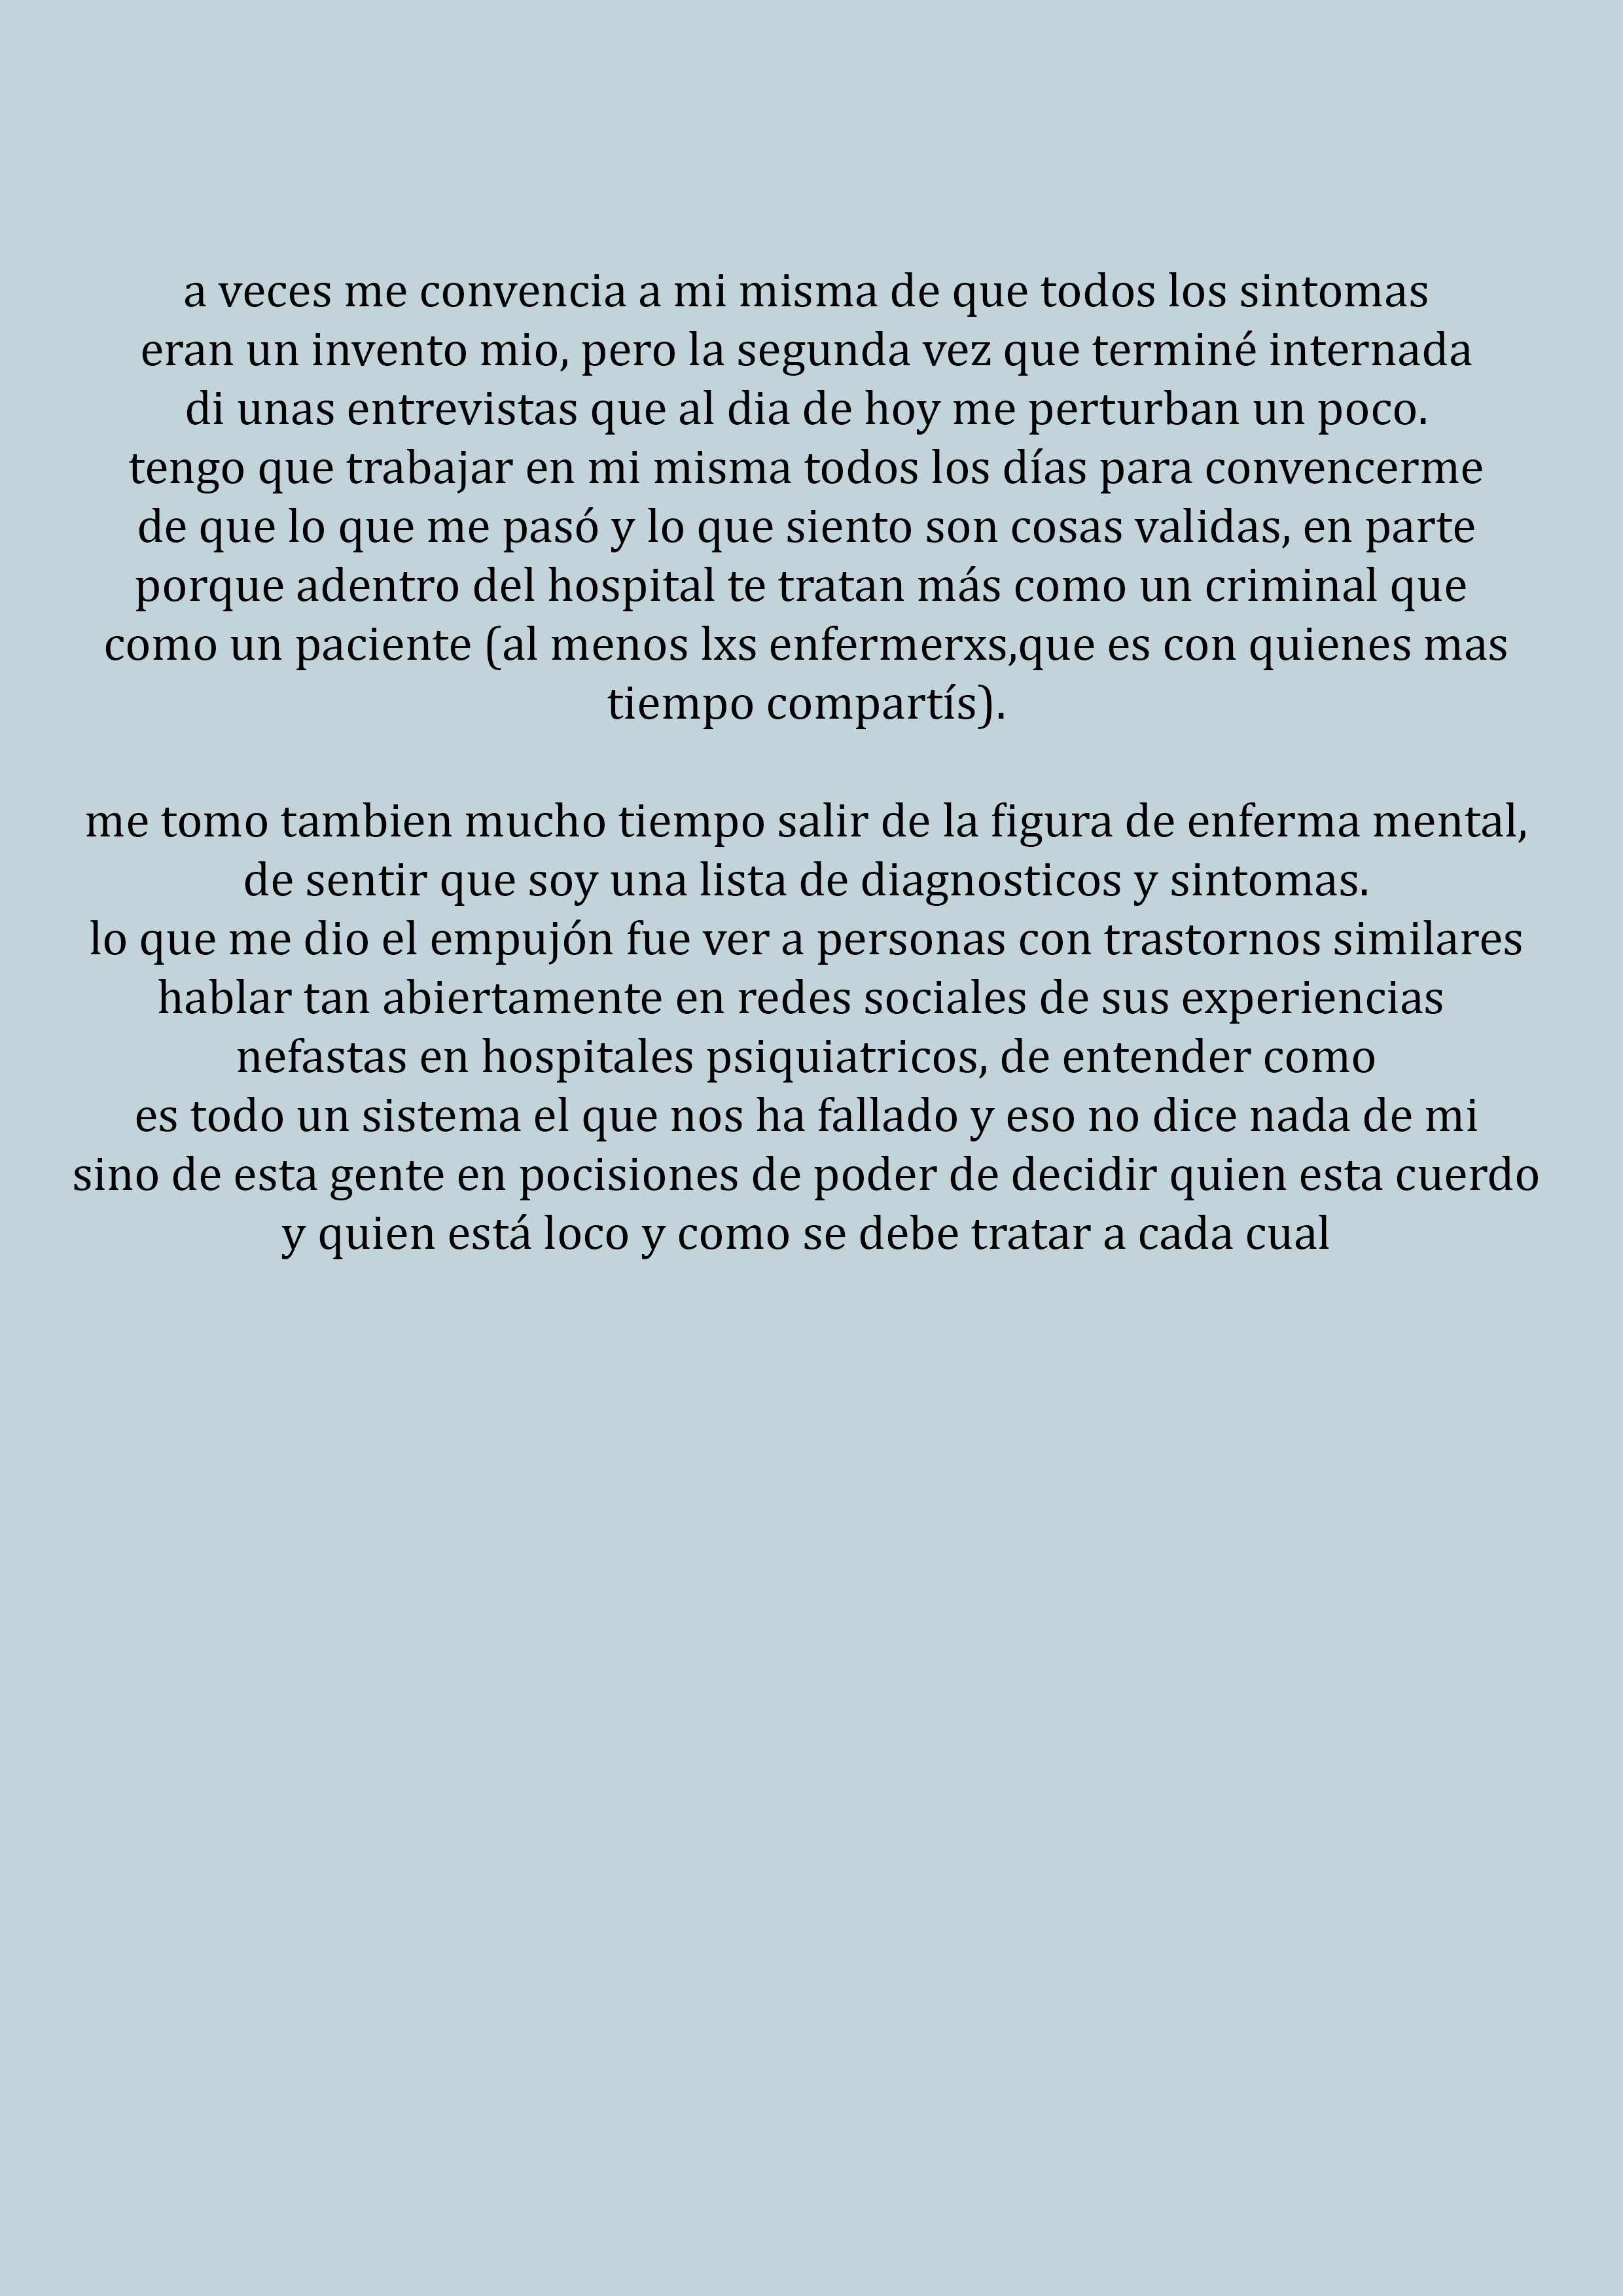 a veces me convencia a mi misma de que todos los sintomas
eran un invento mio, pero la segunda vez que terminé internada
di unas entrevistas que al dia de hoy me perturban un poco.
tengo que trabajar en mi misma todos los días para convencerme
de que lo que me pasó y lo que siento son cosas validas, en parte
porque adentro del hospital te tratan más como un criminal que
como un paciente (al menos lxs enfermerxs,que es con quienes mas
tiempo compartís).
me tomo tambien mucho tiempo salir de la figura de enferma mental,
de sentir que soy una lista de diagnosticos y sintomas.
lo que me dio el empujón fue ver a personas con trastornos similares
hablar tan abiertamente en redes sociales de sus experiencias
nefastas en hospitales psiquiatricos, de entender como
es todo un sistema el que nos ha fallado y eso no dice nada de mi
sino de esta gente en pocisiones de poder de decidir quien esta cuerdo
y quien está loco y como se debe tratar a cada cual